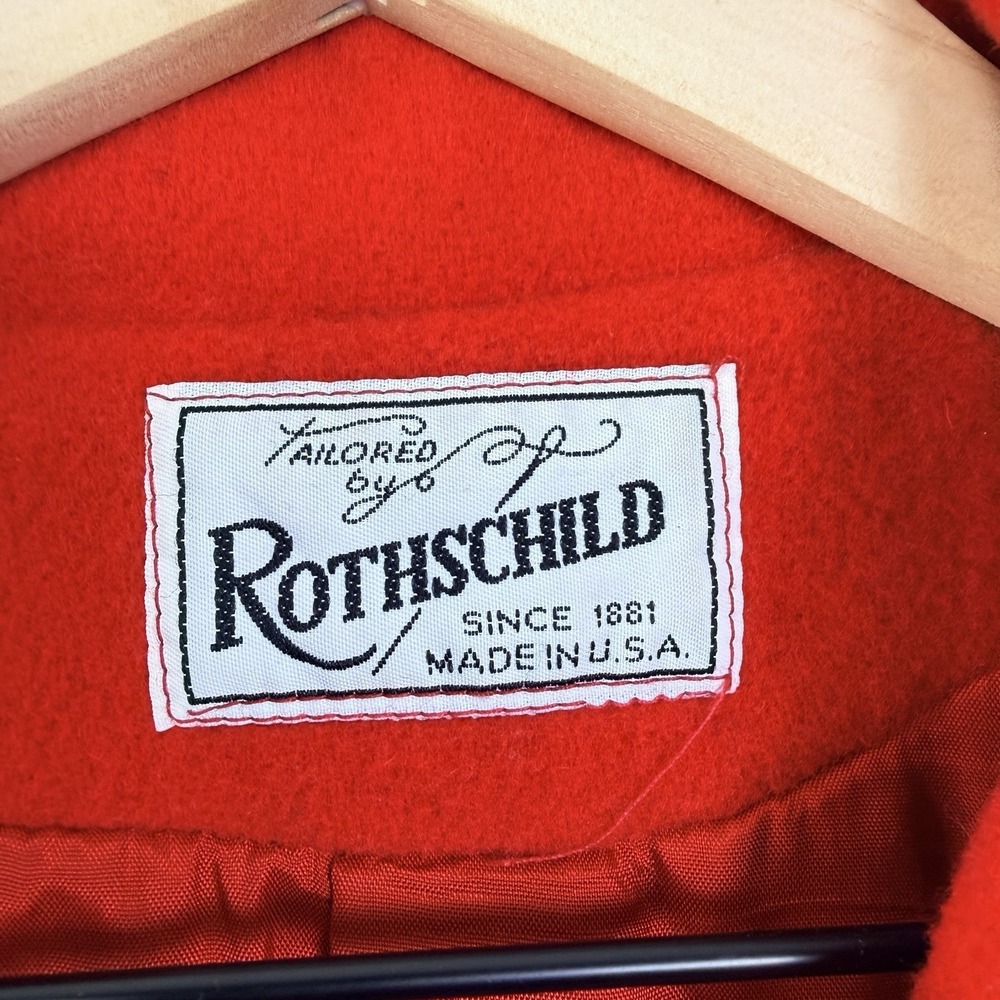 TAILORED
by
ROTHSCHILD
SINCE 1881
MADE IN U.S.A.